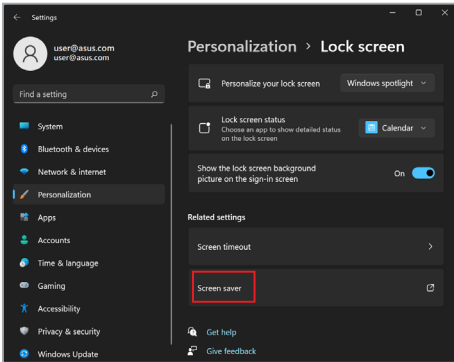 Settings
user@asus.com
user@asus.com
Find a setting
System
Bluetooth & devices
Network & internet
Personalization
Apps
Accounts
Time & language
Gaming
Accessibility
Privacy & security
Windows Update
Personalization > Lock screen
Personalize your lock screen
Windows spotlight
Lock screen status
Choose an app to show detailed status
on the lock screen
Calendar
Show the lock screen background
picture on the sign-in screen
On
Related settings
Screen timeout
Screen saver
Get help
Give feedback